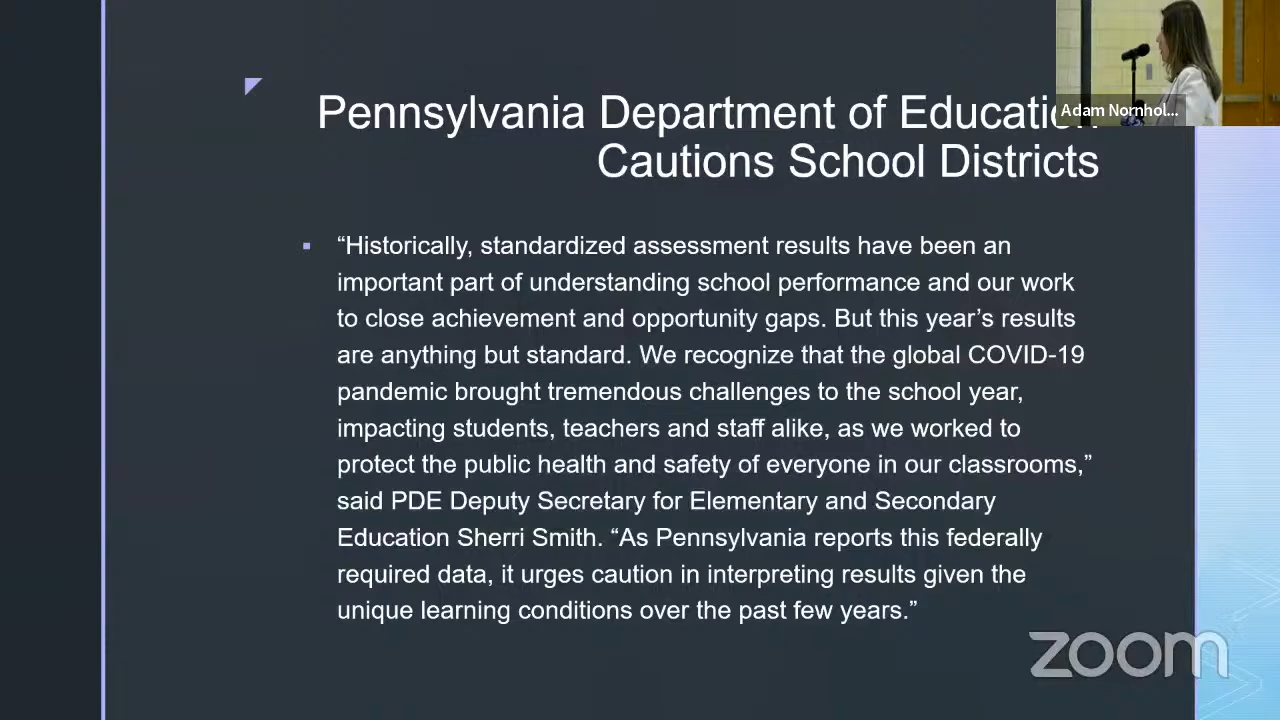 Pennsylvania Department of Education
Cautions School Districts
Adam Nornhol...
▪ “Historically, standardized assessment results have been an
important part of understanding school performance and our work
to close achievement and opportunity gaps. But this year’s results
are anything but standard. We recognize that the global COVID-19
pandemic brought tremendous challenges to the school year,
impacting students, teachers and staff alike, as we worked to
protect the public health and safety of everyone in our classrooms,”
said PDE Deputy Secretary for Elementary and Secondary
Education Sherri Smith. “As Pennsylvania reports this federally
required data, it urges caution in interpreting results given the
unique learning conditions over the past few years.”
zoom